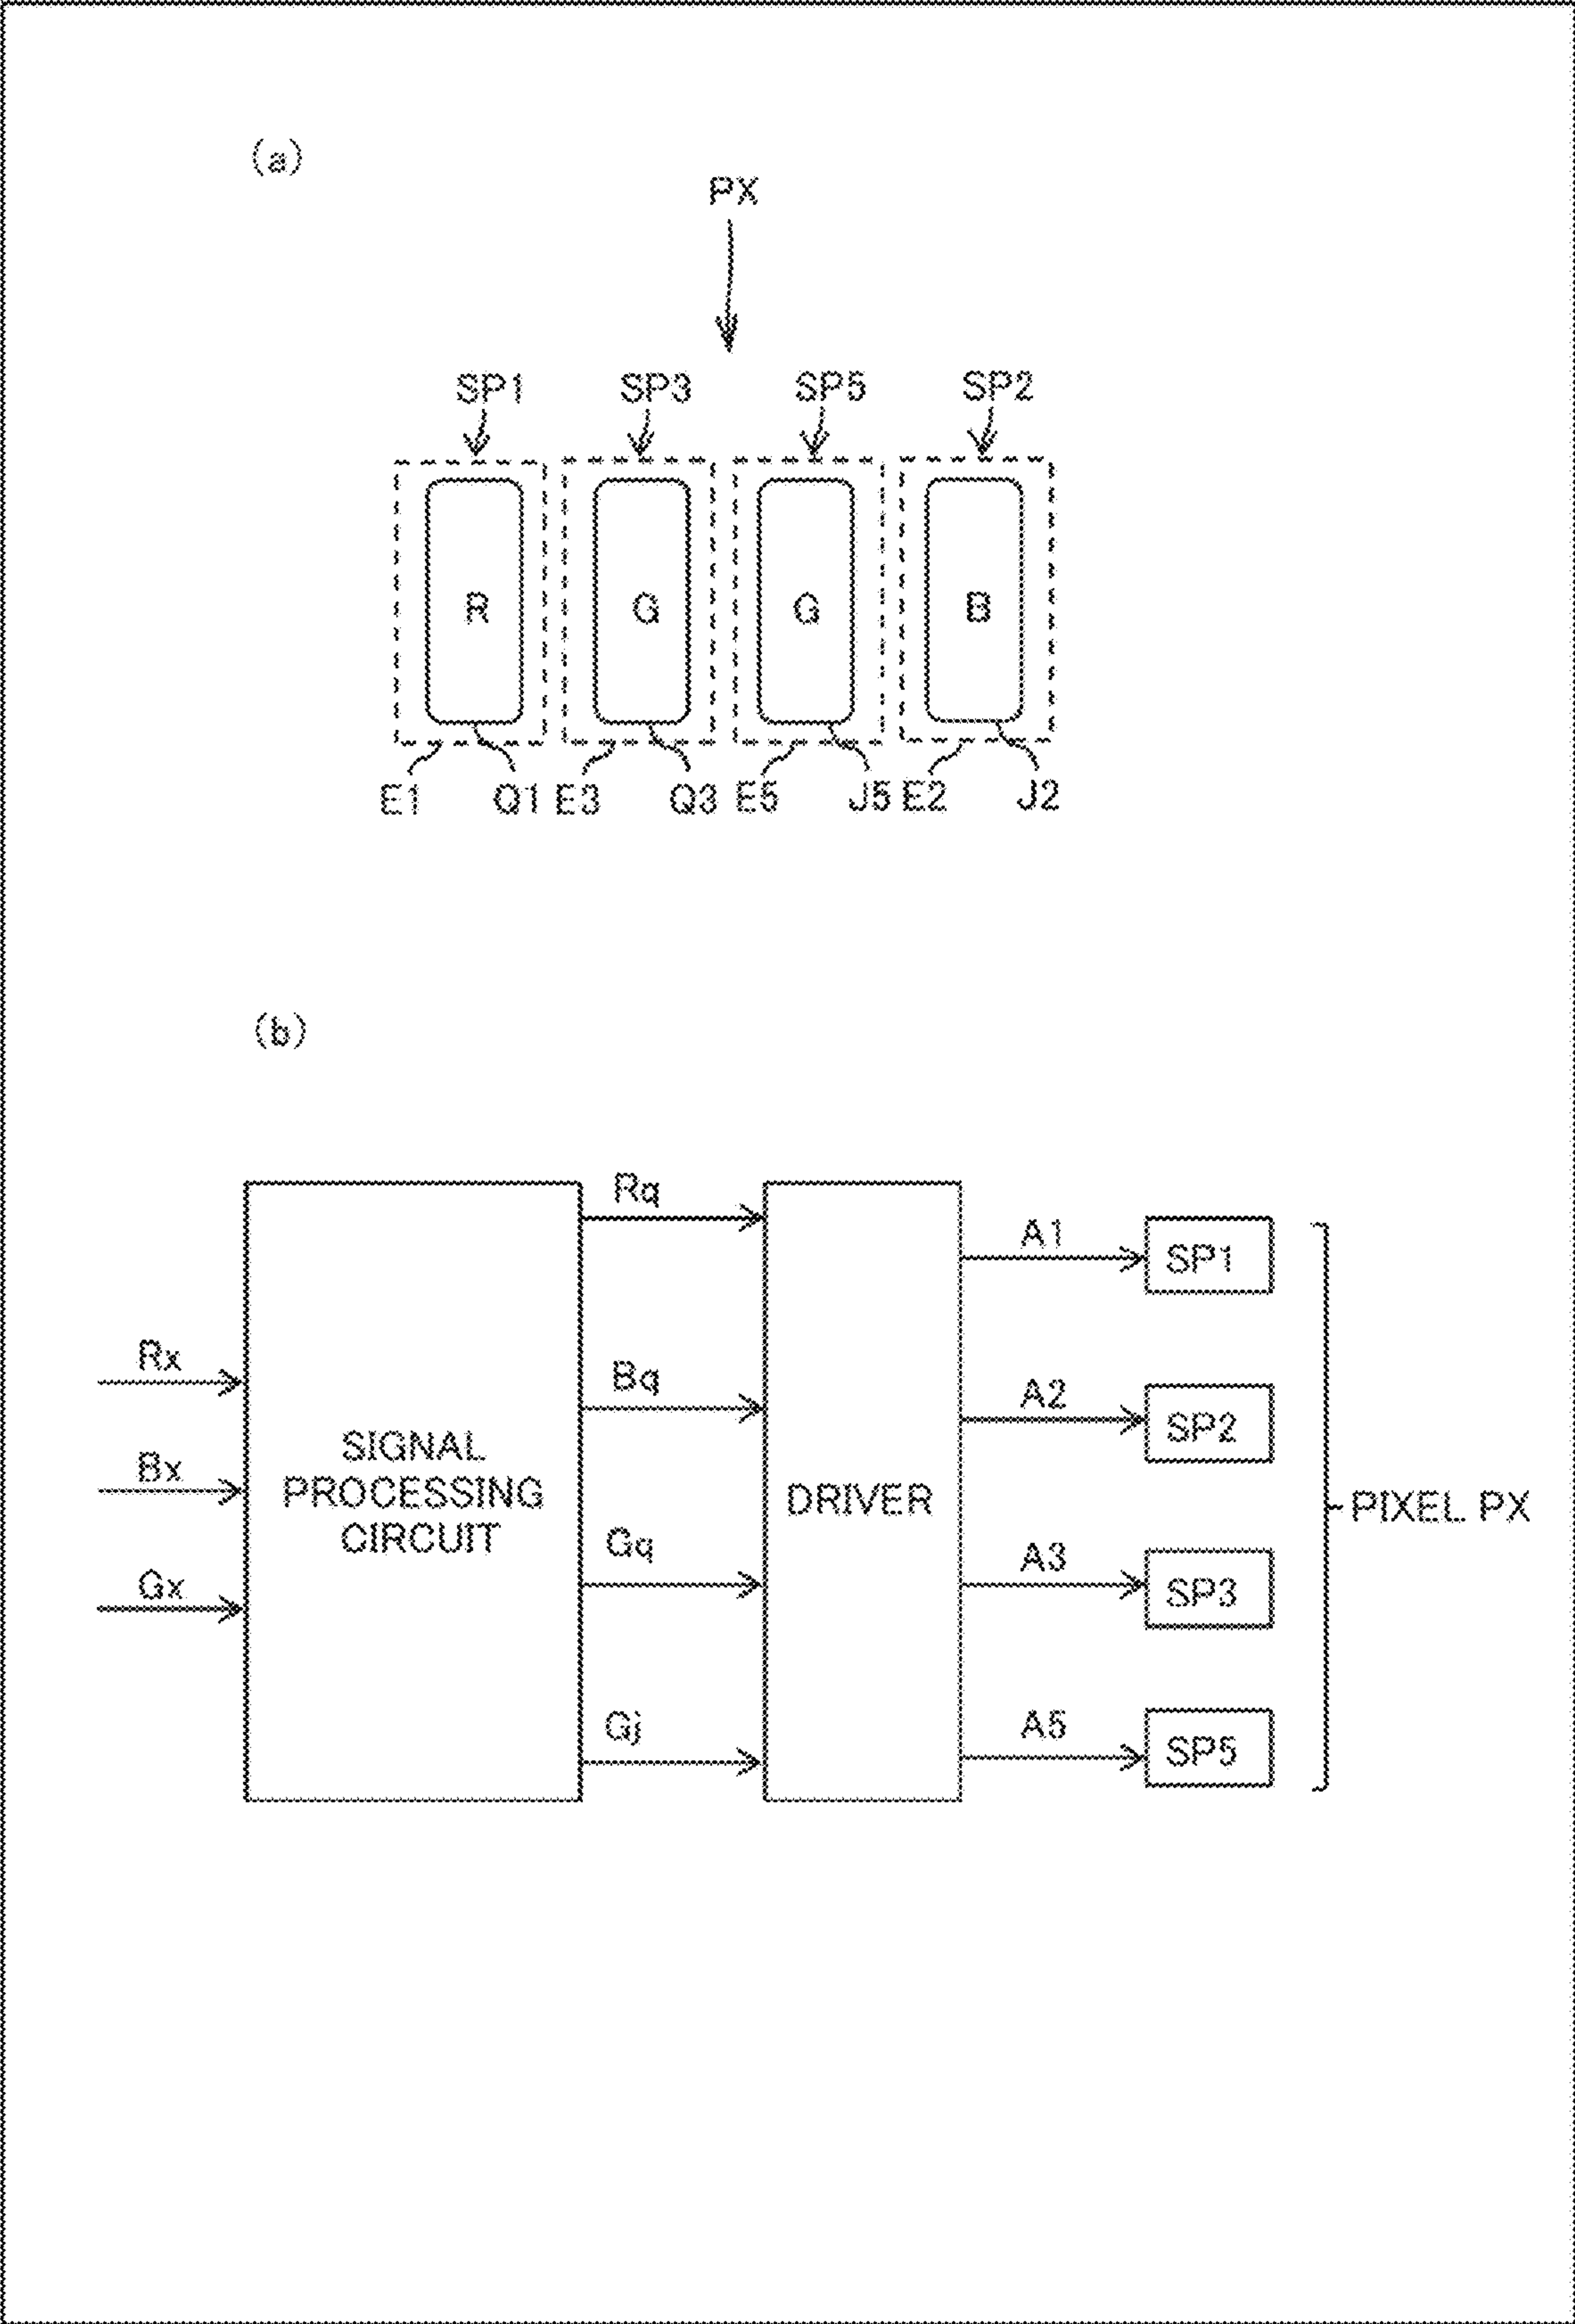 (a)
PX
SP1 SP3 SP5 SP2
R G G B
E1 Q1 E3 Q3 E5 J5 E2 J2
(b)
Rx
Bx
Gx
SIGNAL
PROCESSING
CIRCUIT
Rq
Bq
Gq
Gj
DRIVER
A1
A2
A3
A5
SP1
SP2
SP3
SP5
PIXEL PX